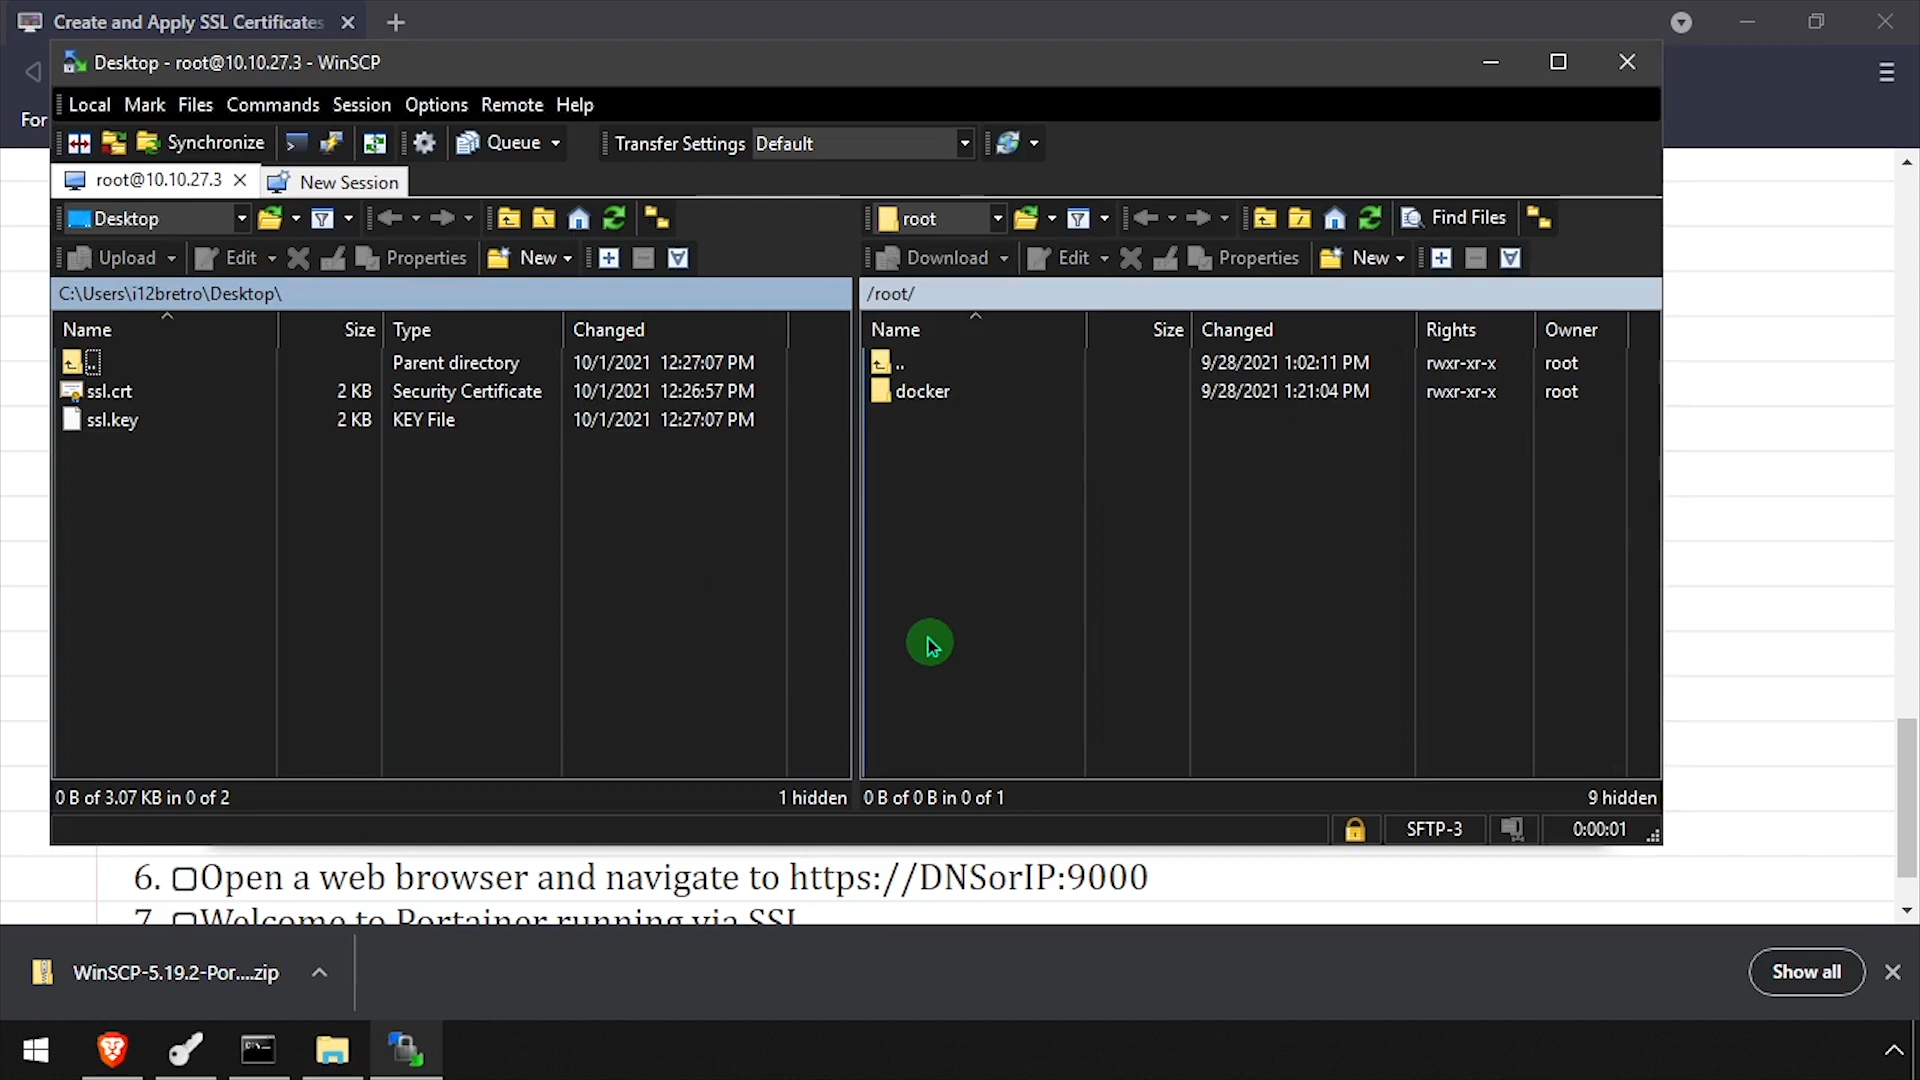 Create and Apply SSL Certificates
Desktop - root@10.10.27.3 - WinSCP
For
Local Mark Files Commands Session Options Remote Help
Synchronize Queue Transfer Settings Default
root@10.10.27.3 New Session
Desktop root Find Files
Upload Edit Properties New Download Edit Properties New
C:\Users\i12bretro\Desktop\ /root/
Name Size Type Changed Name Size Changed Rights Owner
.. Parent directory 10/1/2021 12:27:07 PM .. 9/28/2021 1:02:11 PM rwxr-xr-x root
ssl.crt 2 KB Security Certificate 10/1/2021 12:26:57 PM docker 9/28/2021 1:21:04 PM rwxr-xr-x root
ssl.key 2 KB KEY File 10/1/2021 12:27:07 PM
0 B of 3.07 KB in 0 of 2 1 hidden 0 B of 0 B in 0 of 1 9 hidden
SFTP-3 0:00:01
6. Open a web browser and navigate to https://DNSorIP:9000
7. Welcome to Portainer running via SSL
WinSCP-5.19.2-Por....zip Show all